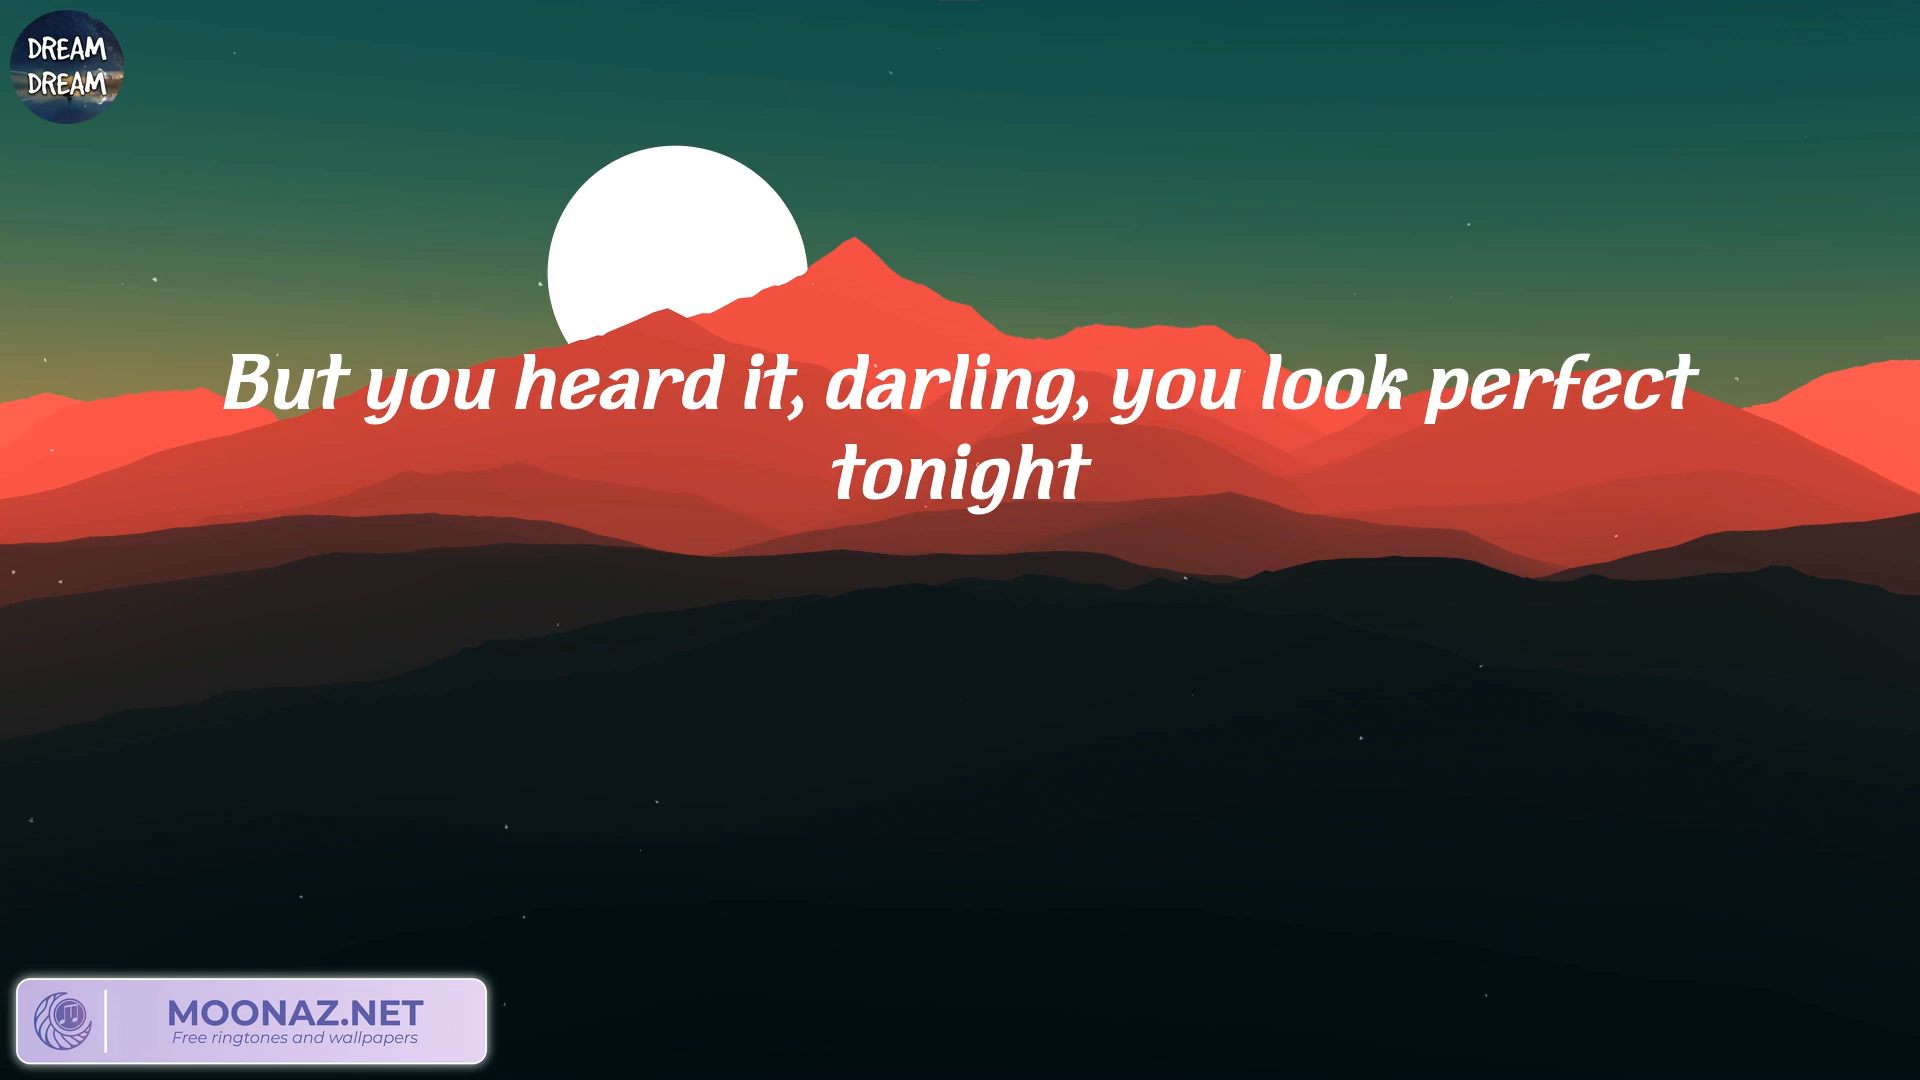 DREAM
DREAM
But you heard it, darling, you look perfect
tonight
MOONAZ.NET
Free ringtones and wallpapers